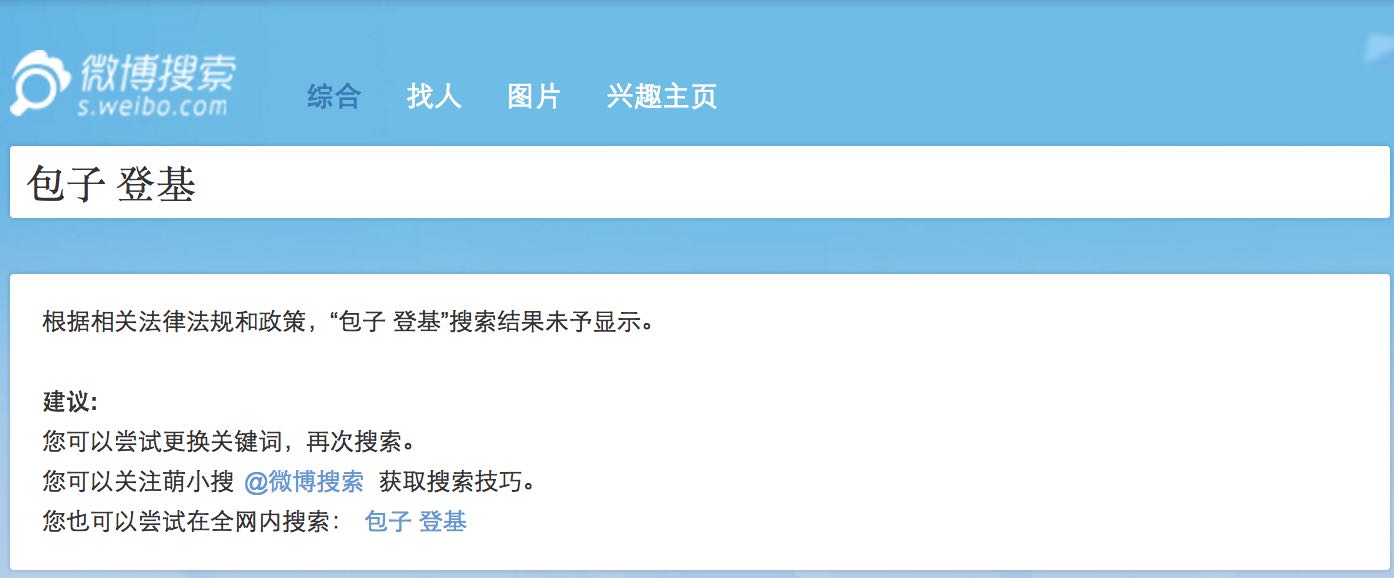 微博搜索
s.weibo.com
综合 找人 图片 兴趣主页
包子 登基
根据相关法律法规和政策，“包子 登基”搜索结果未予显示。
建议:
您可以尝试更换关键词，再次搜索。
您可以关注萌小搜 @微博搜索 获取搜索技巧。
您也可以尝试在全网内搜索： 包子 登基